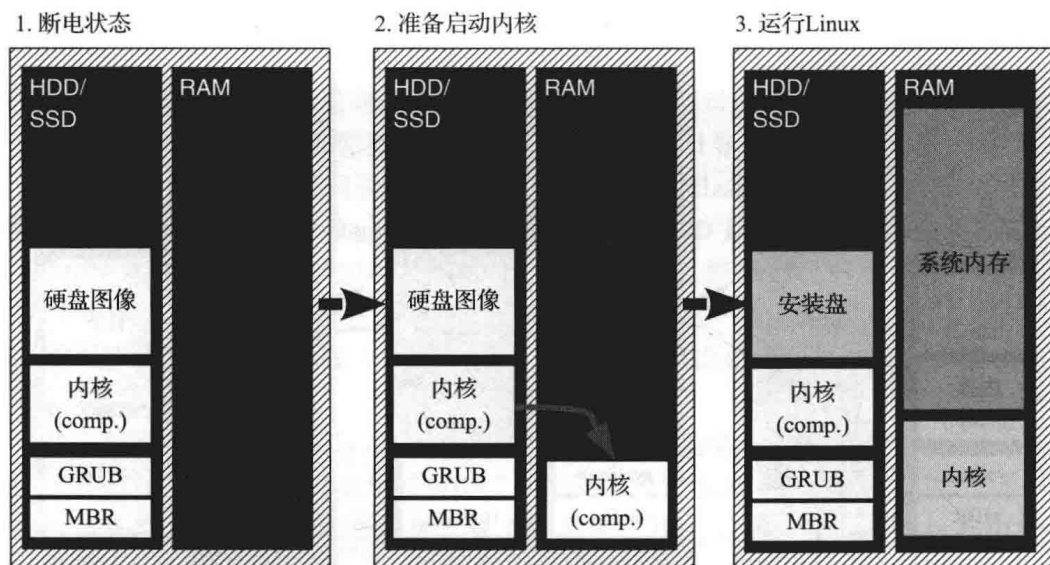 1. 断电状态
HDD/
SSD
RAM
硬盘图像
内核
(comp.)
GRUB
MBR
2. 准备启动内核
HDD/
SSD
RAM
硬盘图像
内核
(comp.)
GRUB
MBR
内核
(comp.)
3. 运行Linux
HDD/
SSD
RAM
安装盘
内核
(comp.)
GRUB
MBR
系统内存
内核